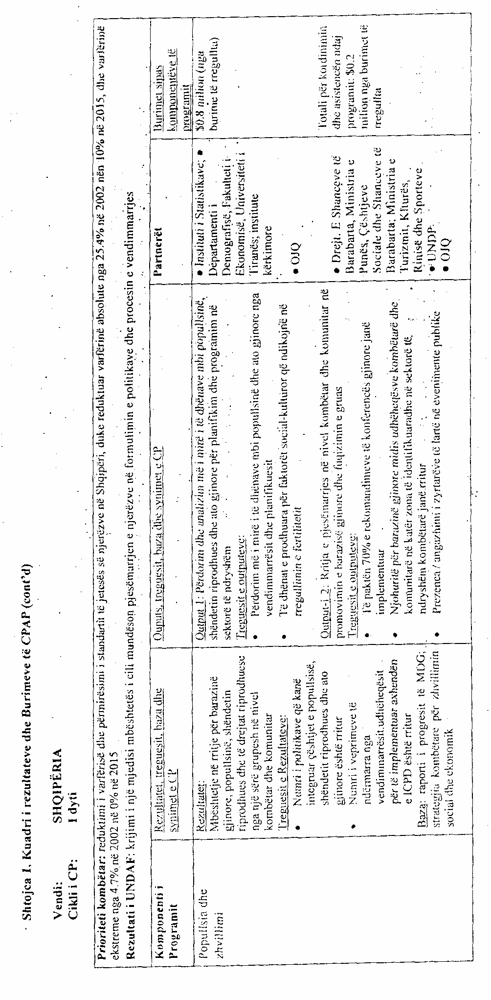 Shtojca 1. Kuadri i rezultateve dhe Burimeve të CPAP (cont'd)
Vendi: SHQIPËRIA
Cikli i CP: I dyti
Prioriteti kombëtar: reduktimi i varfërisë dhe përmirësimi i standartit të jetesës së njerëzve në Shqipëri, duke reduktuar varfërinë absolute nga 25.4% në 2002 nën 10% në 2015, dhe varfërinë
ekstreme nga 4.7% në 2002 në 0% në 2015
Rezultati i UNDAF: krijimi i një mjedisi mbështetës i cili mundëson pjesëmarrjen e njerëzve në formulimin e politikave dhe procesin e vendimmarrjes
Komponenti i
Programit
Rezultatet, treguesit, baza dhe
synimet e CP
Ouputs, treguesit, baza dhe synimet e CP
Partnerët
Burimet sipas
komponentëve të
programit
Popullsia dhe
zhvillimi
Rezultatet:
Mbështetje në rritje për barazinë
gjinore, popullsinë, shëndetin
riprodhues dhe të drejtat riprodhuese
nga një sërë grupesh në nivel
kombëtar dhe komunitar
Treguesit e Rezultateve:
• Numri i politikave që kanë
integruar çështjet e popullsisë,
shëndetit riprodhues dhe ato
gjinore është rritur
• Numri i veprimeve të
ndërmarra nga
vendimmarrësit udhëheqësit
për të implementuar axhendën
e ICPD është rritur
Baza: raporti i progresit të MDG;
strategjia kombëtare për zhvillimin
social dhe ekonomik
Output 1: Përdorim dhe analizim më i mirë i të dhënave mbi popullsinë,
shëndetin riprodhues dhe ato gjinore për planifikim dhe programim në
sektorë të ndryshëm
Treguesit e outputeve:
• Përdorim më i mirë i të dhënave mbi popullsinë dhe ato gjinore nga
vendimmarrësit dhe planifikuesit
• Të dhënat e prodhuara për faktorët social-kulturor që ndikojnë në
rregullimin e fertilitetit
Output-i 2: Rritja e pjesëmarrjes në nivel kombëtar dhe komunitar në
promovimin e barazisë gjinore dhe fuqizimin e gruas
Treguesit e outputeve:
• Të paktën 70% e rekomandimeve të konferencës gjinore janë
implementuar
• Njohuritë për barazinë gjinore midis udhëheqësve kombëtarë dhe
komunitarë në katër zona të identifikuaradhe në sektorë të
ndryshëm kombëtarë janë rritur
• Prezenca / angazhimi i zyrtarëve të lartë në evenimente publike
• Instituti i Statistikave; •
Departamenti i
Demografisë, Fakulteti i
Ekonomisë, Universiteti i
Tiranës; institute
kërkimore
• OJQ
• Drejt. E Shanceve të
Barabarta, Ministria e
Punës, Çështjeve
Sociale dhe Shanceve të
Barabarta; Ministria e
Turizmit, Klturës,
Rinisë dhe Sporteve
• UNDP
• OJQ
$0.8 milion (nga
burime të rregullta)
Totali për kordinimin
dhe asistencën ndaj
programit: $0.2
milion nga burimet të
rregullta